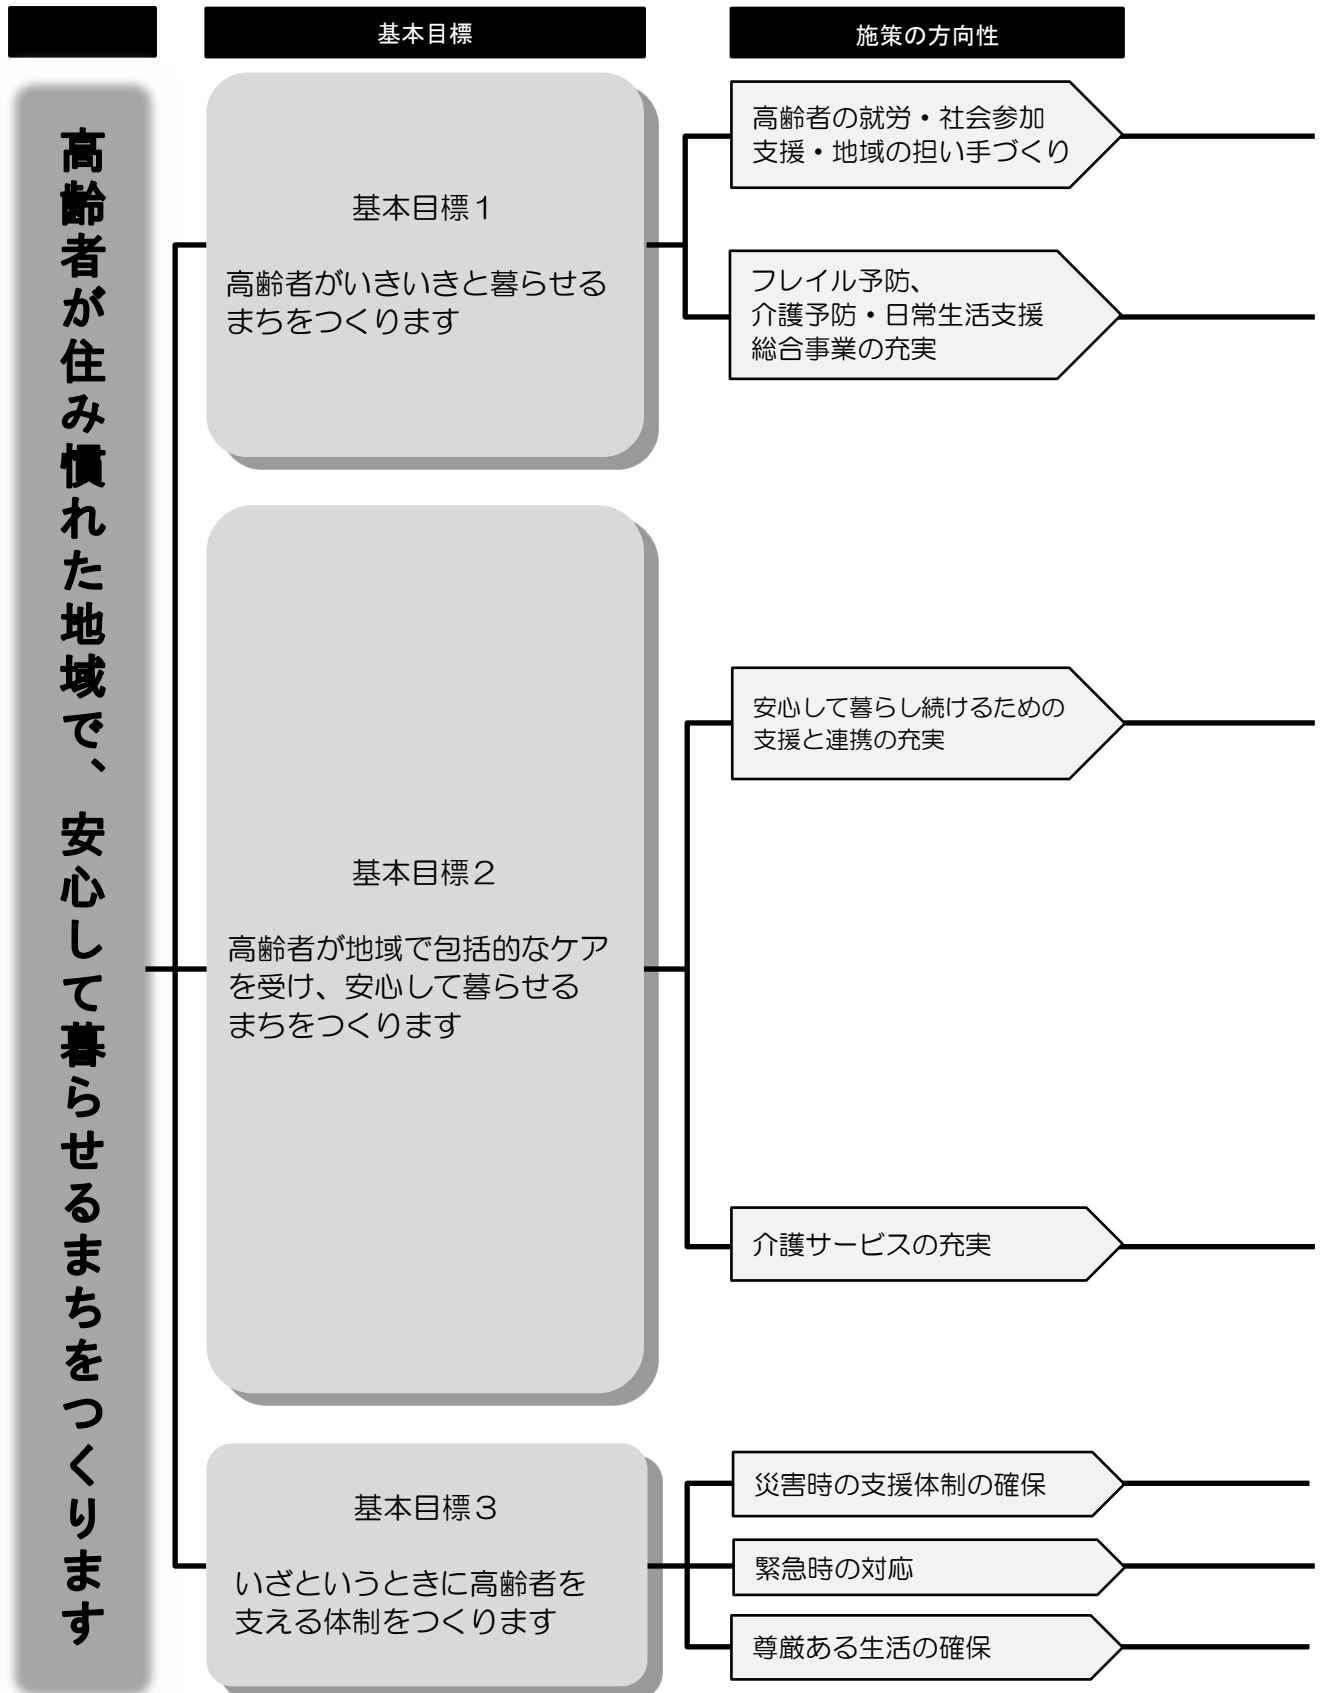 基本目標
施策の方向性
高齢者が住み慣れた地域で、安心して暮らせるまちをつくります
基本目標１
高齢者がいきいきと暮らせる
まちをつくります
高齢者の就労・社会参加
支援・地域の担い手づくり
フレイル予防、
介護予防・日常生活支援
総合事業の充実
基本目標２
高齢者が地域で包括的なケア
を受け、安心して暮らせる
まちをつくります
安心して暮らし続けるための
支援と連携の充実
介護サービスの充実
基本目標３
いざというときに高齢者を
支える体制をつくります
災害時の支援体制の確保
緊急時の対応
尊厳ある生活の確保